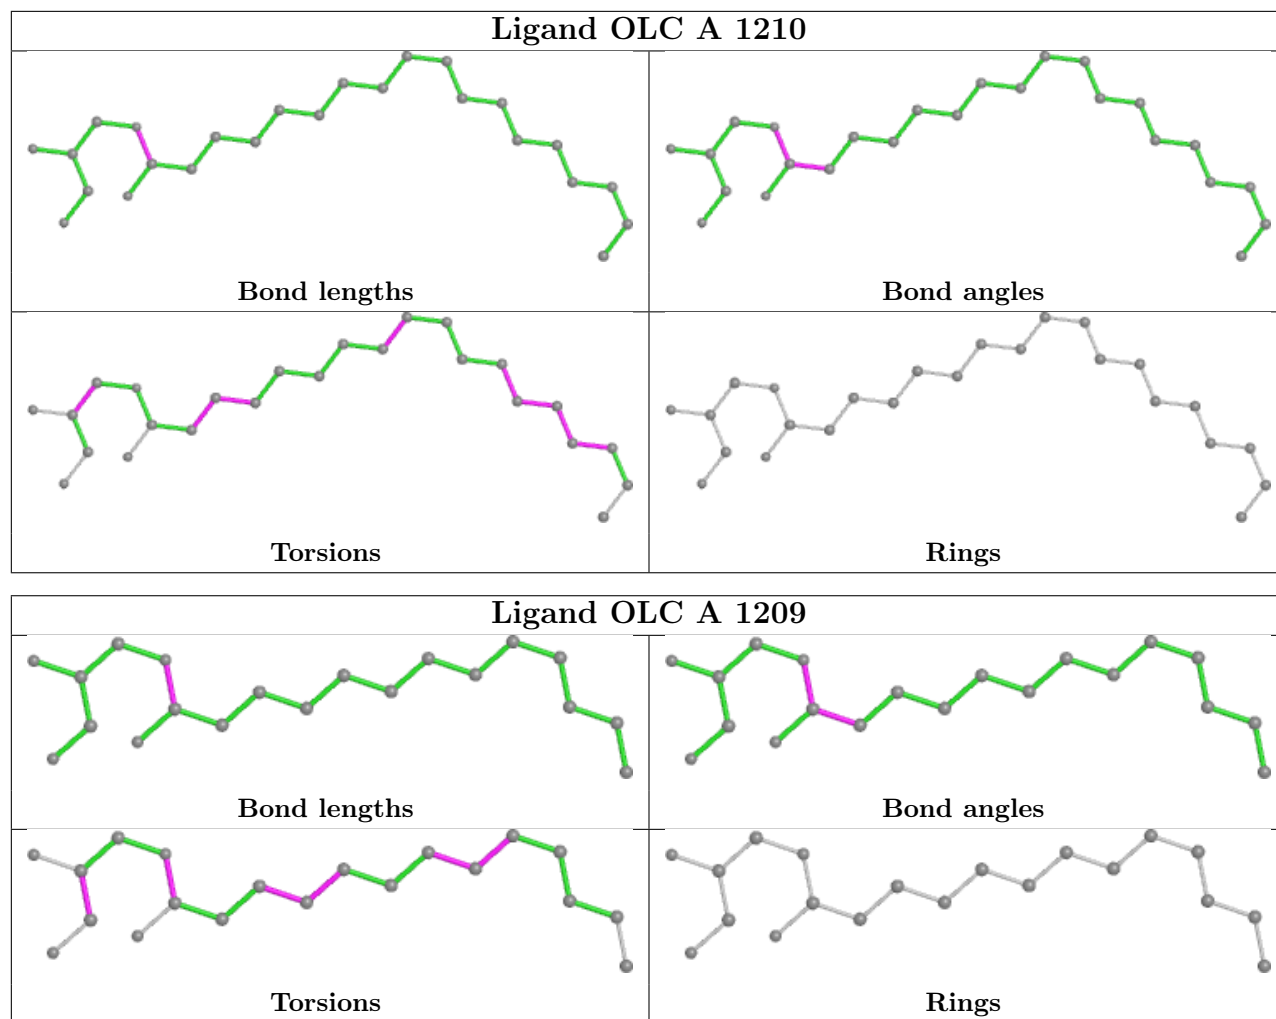 Ligand OLC A 1210
Bond lengths
Bond angles
Torsions
Rings
Ligand OLC A 1209
Bond lengths
Bond angles
Torsions
Rings